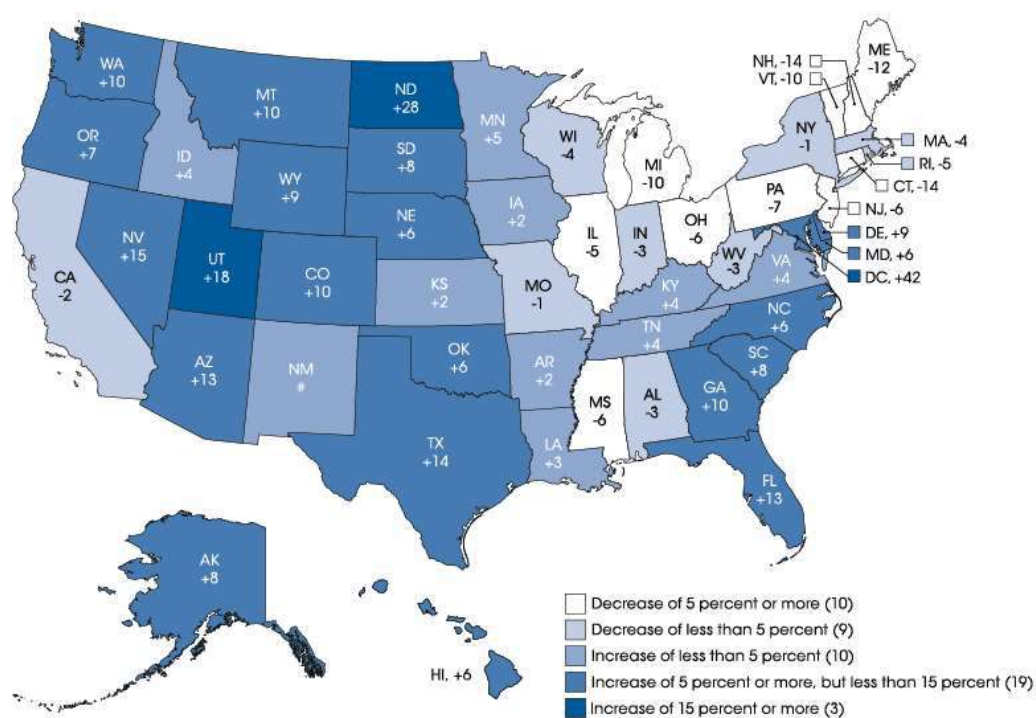 WA
+10
OR
+7
CA
-2
NV
+15
ID
+4
MT
+10
WY
+9
UT
+18
AZ
+13
CO
+10
NM
#
ND
+28
SD
+8
NE
+6
KS
+2
OK
+6
TX
+14
MN
+5
IA
+2
MO
-1
AR
+2
LA
+3
WI
-4
IL
-5
MI
-10
IN
-3
OH
-6
KY
+4
TN
+4
MS
-6
AL
-3
GA
+10
FL
+13
SC
+8
NC
+6
VA
+4
WV
-3
PA
-7
NY
-1
ME
-12
NH, -14
VT, -10
MA, -4
RI, -5
CT, -14
NJ, -6
DE, +9
MD, +6
DC, +42
AK
+8
HI, +6
Decrease of 5 percent or more (10)
Decrease of less than 5 percent (9)
Increase of less than 5 percent (10)
Increase of 5 percent or more, but less than 15 percent (19)
Increase of 15 percent or more (3)